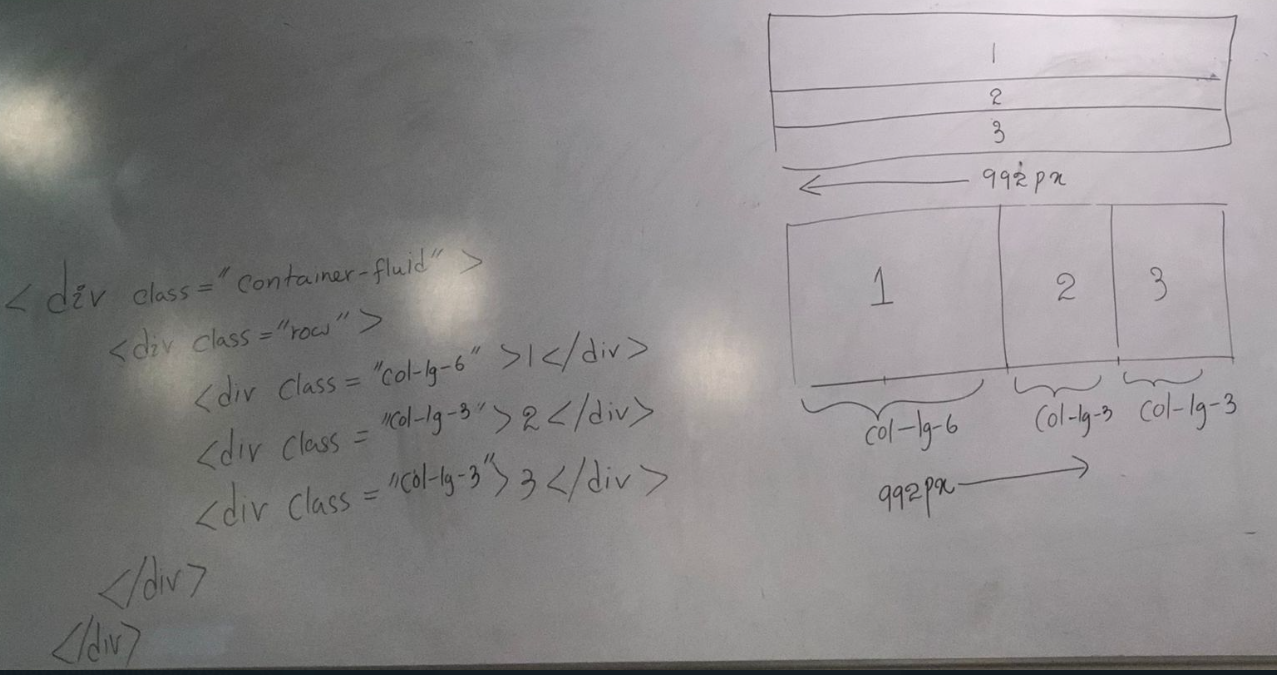 <div class="container-fluid">
<div class="row">
<div class="col-lg-6">1</div>
<div class="col-lg-3">2</div>
<div class="col-lg-3">3</div>
</div>
</div>
1
2
3
← 992px
1 2 3
col-lg-6 col-lg-3 col-lg-3
992px →